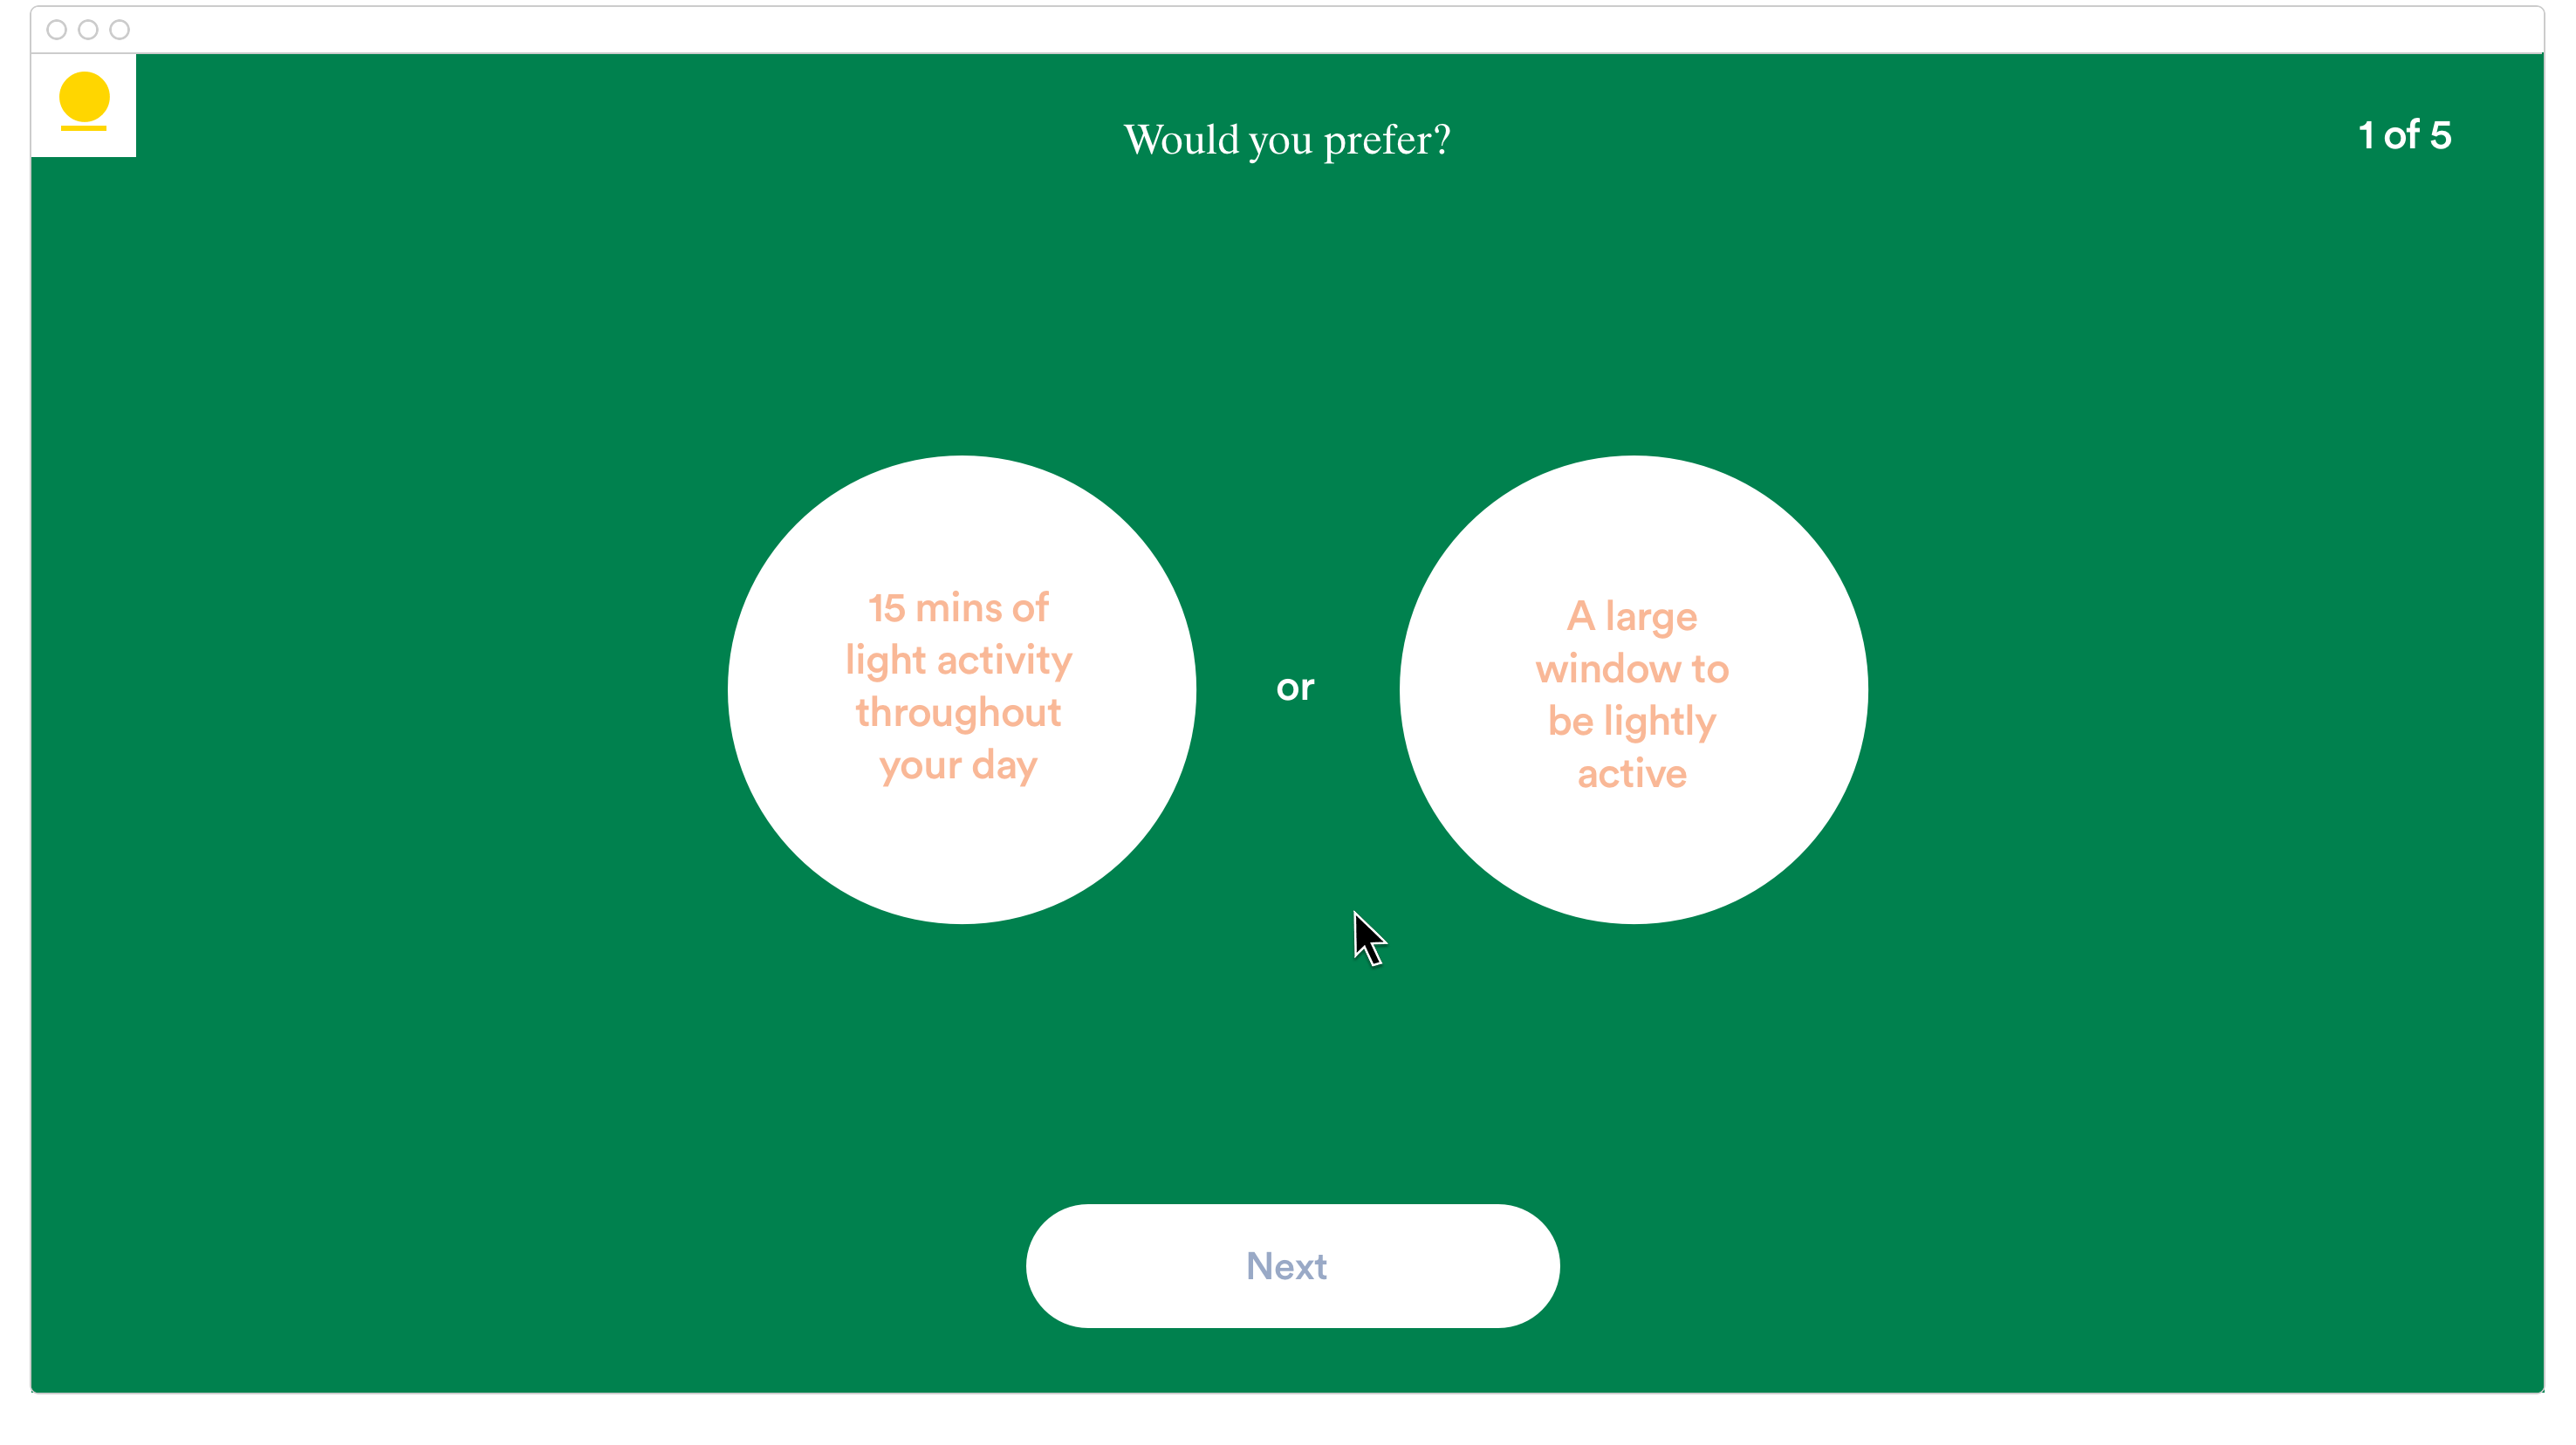 Would you prefer?
1 of 5
15 mins of
light activity
throughout
your day
or
A large
window to
be lightly
active
Next